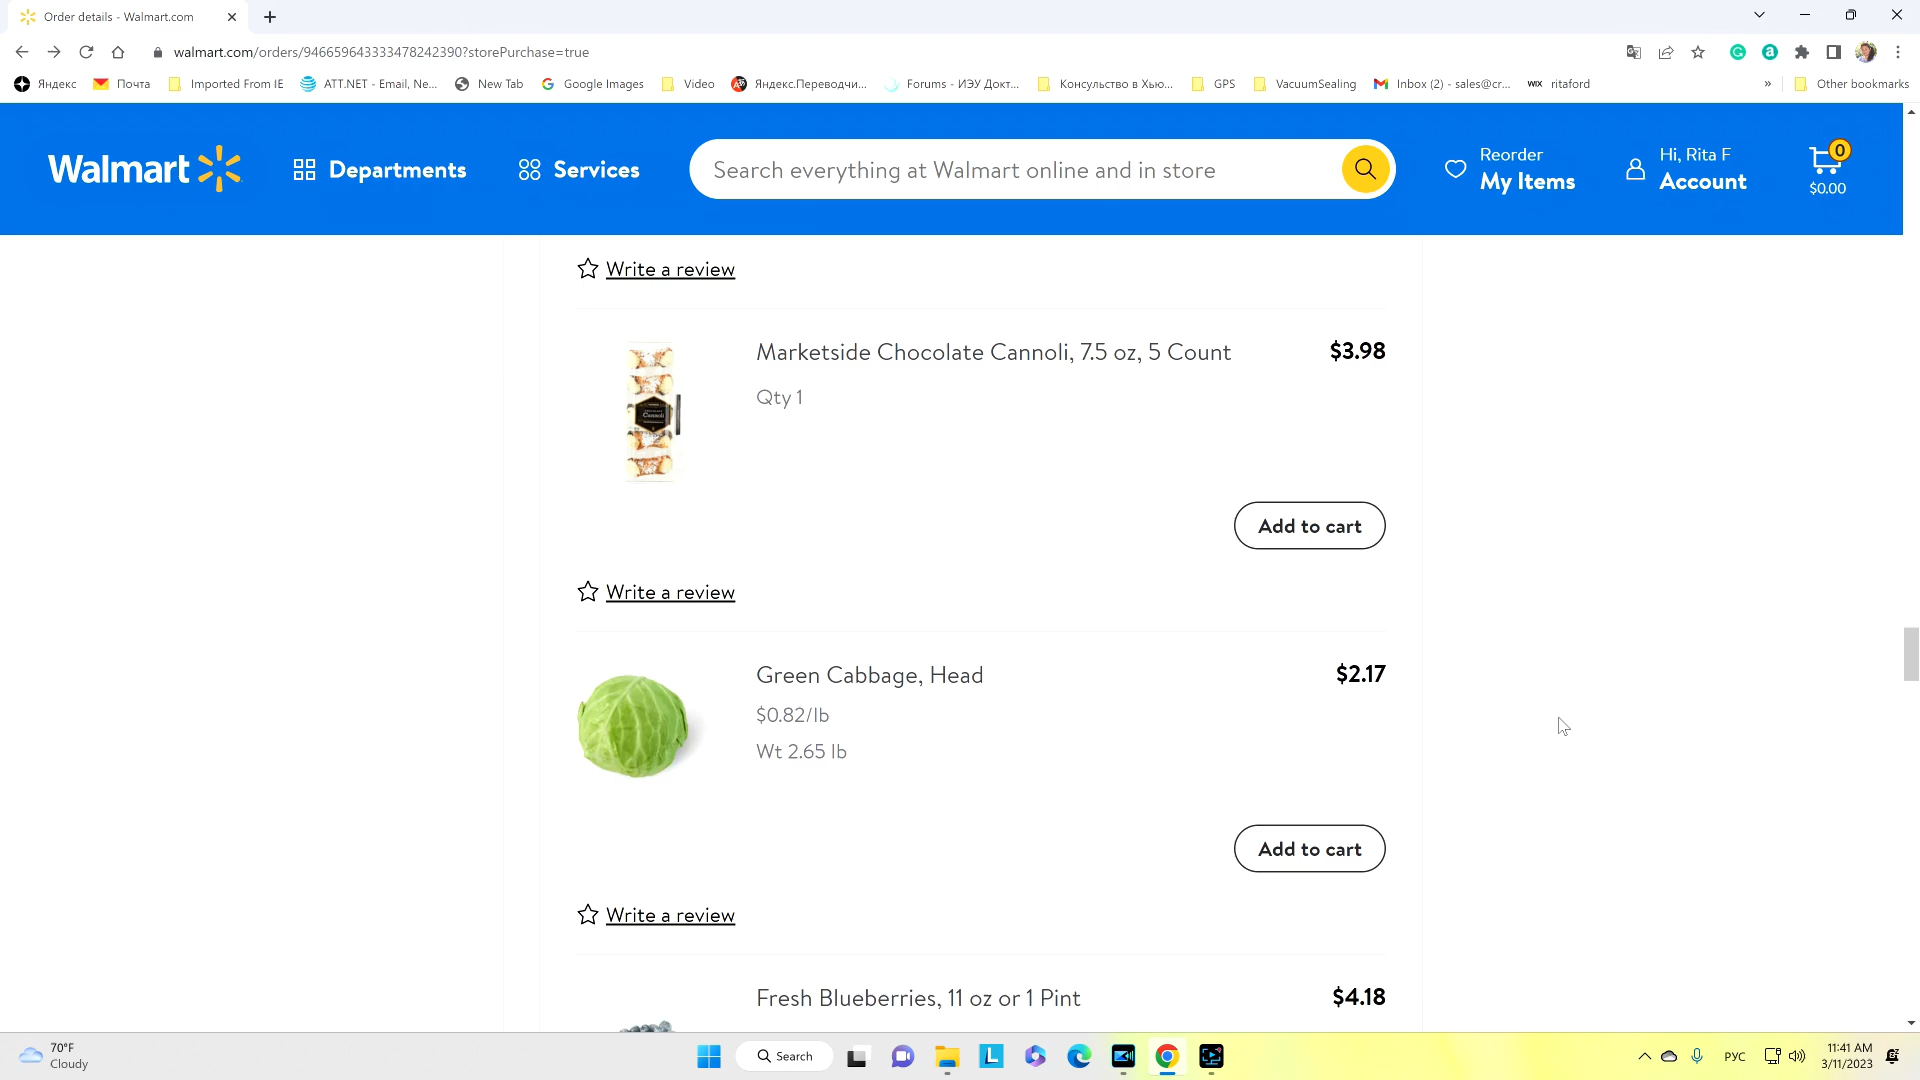 Order details - Walmart.com
walmart.com/orders/946659643333478242390?storePurchase=true
Яндекс
Почта
Imported From IE
ATT.NET - Email, Ne...
New Tab
Google Images
Video
Яндекс.Переводчи...
Forums - ИЭУ Докт...
Консульство в Хью...
GPS
VacuumSealing
Inbox (2) - sales@cr...
WIX ritaford
»
Other bookmarks
Walmart
Departments
Services
Search everything at Walmart online and in store
Reorder
My Items
Hi, Rita F
Account
0
$0.00
Write a review
Marketside Chocolate Cannoli, 7.5 oz, 5 Count
$3.98
Qty 1
Cannoli
Add to cart
Write a review
Green Cabbage, Head
$2.17
$0.82/lb
Wt 2.65 lb
Add to cart
Write a review
Fresh Blueberries, 11 oz or 1 Pint
$4.18
70°F
Cloudy
Search
РУС
11:41 AM
3/11/2023